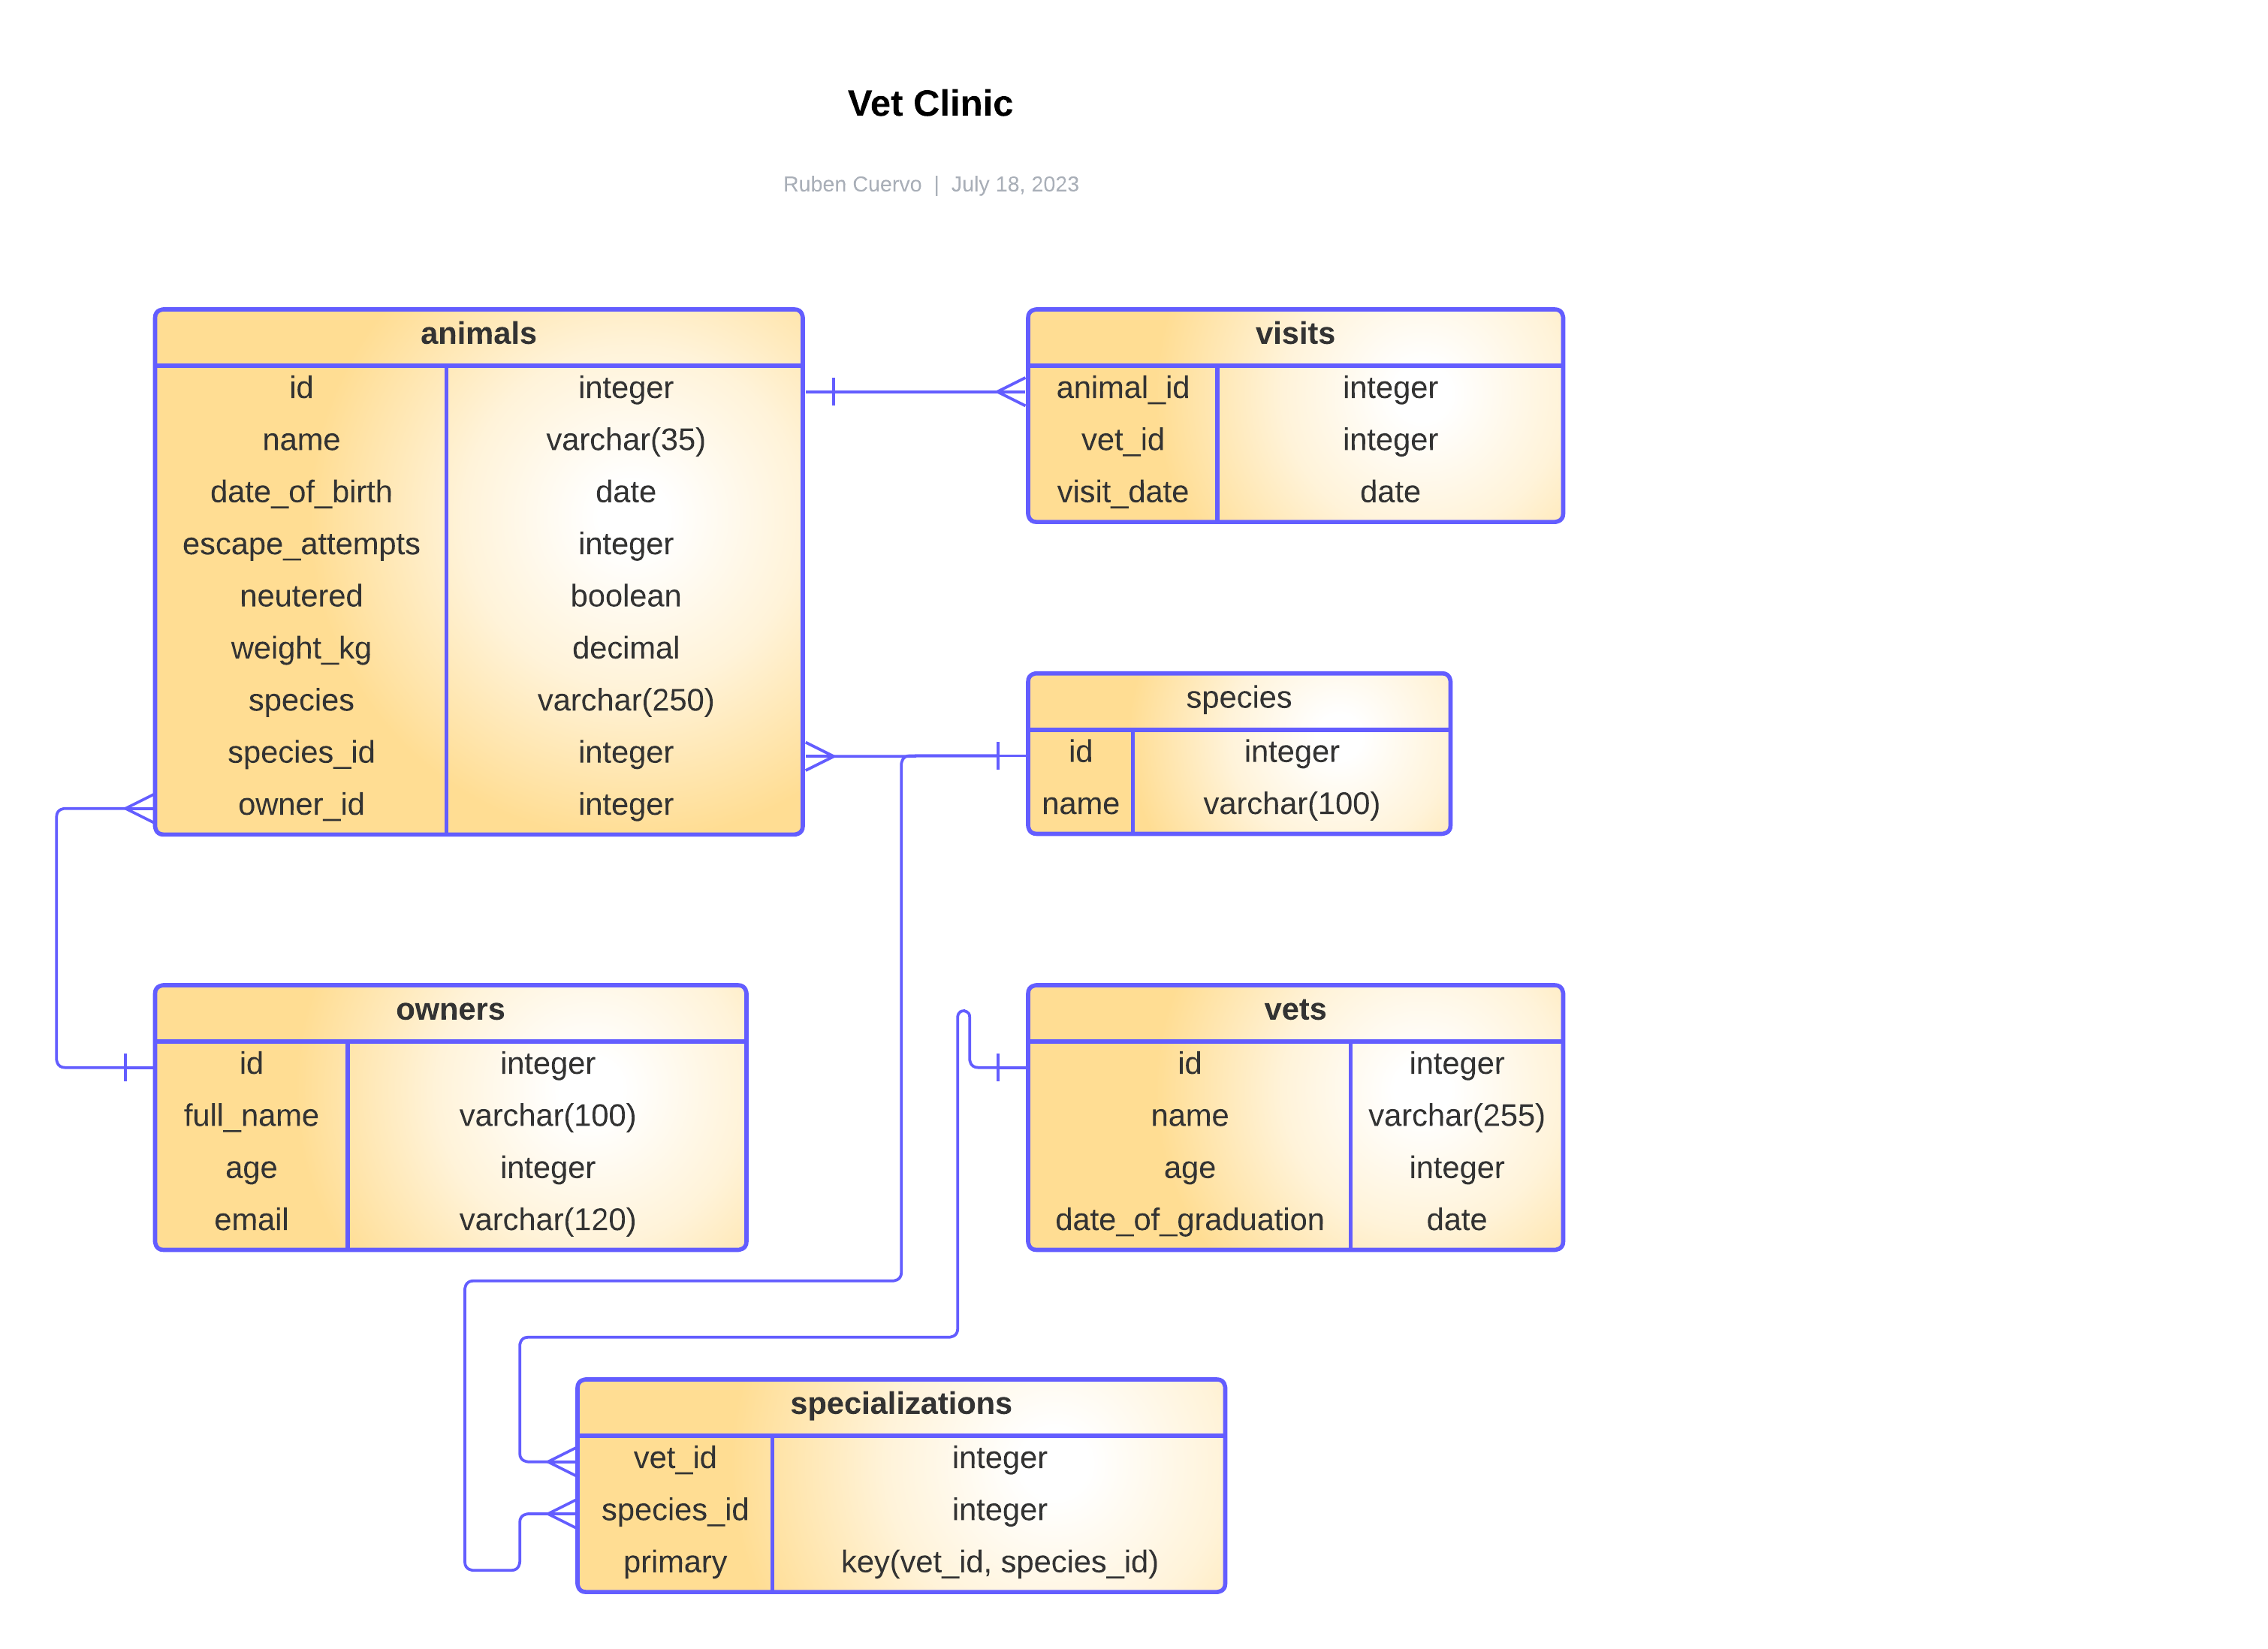 Vet Clinic
Ruben Cuervo | July 18, 2023
animals
id integer
name varchar(35)
date_of_birth date
escape_attempts integer
neutered boolean
weight_kg decimal
species varchar(250)
species_id integer
owner_id integer
visits
animal_id integer
vet_id integer
visit_date date
species
id integer
name varchar(100)
owners
id integer
full_name varchar(100)
age integer
email varchar(120)
vets
id integer
name varchar(255)
age integer
date_of_graduation date
specializations
vet_id integer
species_id integer
primary key(vet_id, species_id)